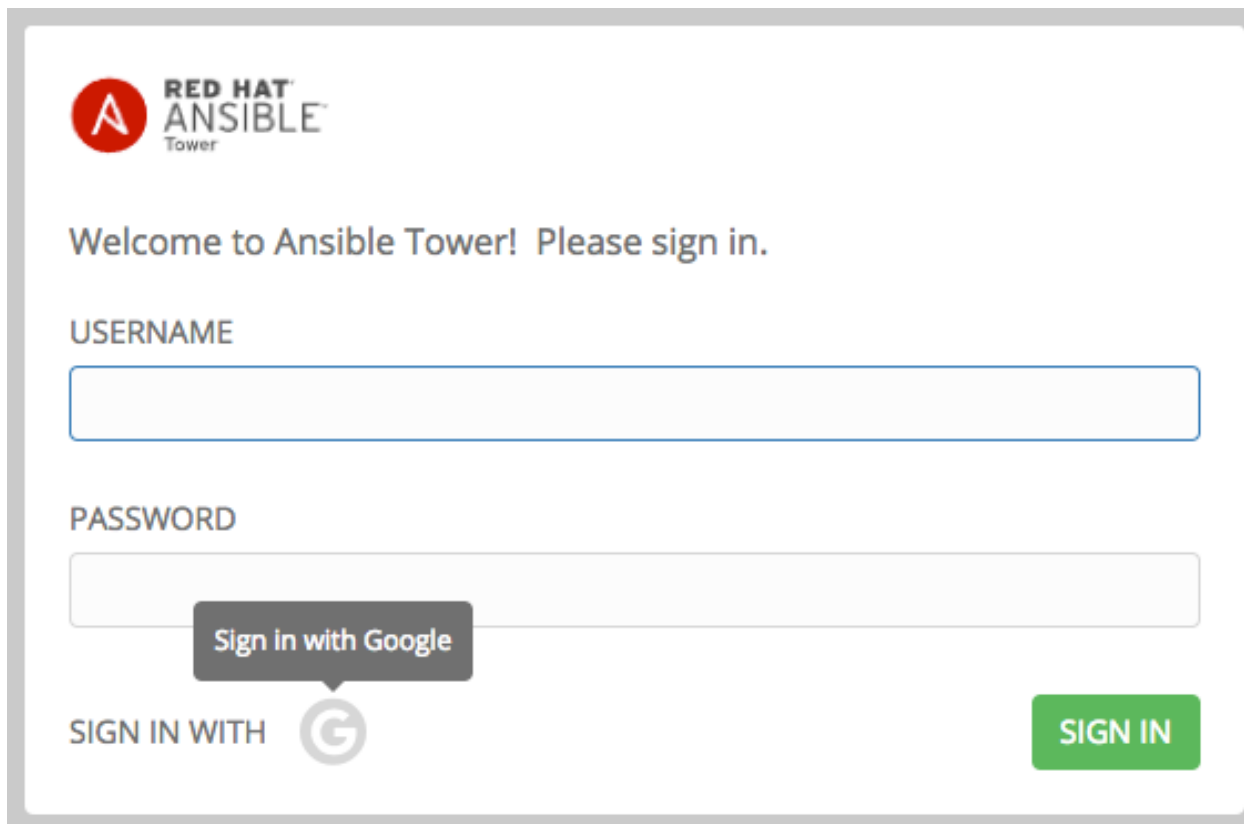 RED HAT
ANSIBLE™
Tower
Welcome to Ansible Tower! Please sign in.
USERNAME
PASSWORD
Sign in with Google
SIGN IN WITH G
SIGN IN